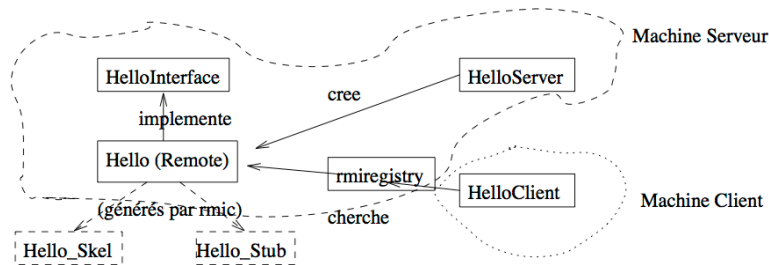 Machine Serveur
HelloInterface
HelloServer
cree
implemente
Hello (Remote)
rmiregistry
HelloClient
Machine Client
(générés par rmic)
cherche
Hello_Skel
Hello_Stub